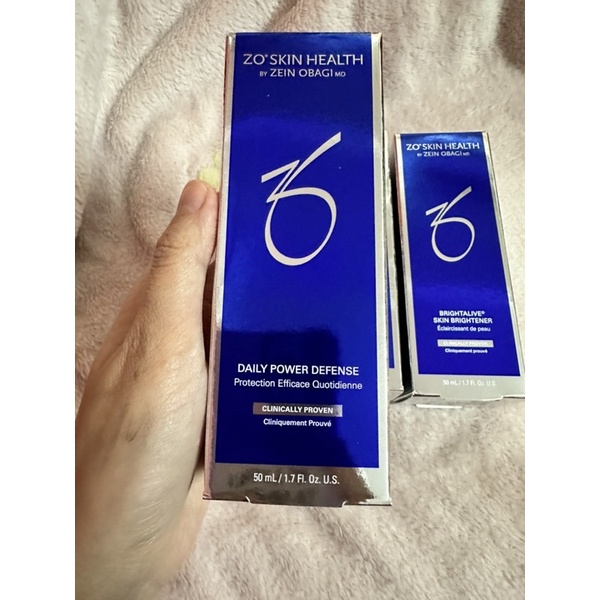 ZO® SKIN HEALTH
BY ZEIN OBAGI MD
ZO
DAILY POWER DEFENSE
Protection Efficace Quotidienne
CLINICALLY PROVEN
Cliniquement Prouvé
50 mL / 1.7 Fl. Oz. U.S.
ZO® SKIN HEALTH
BY ZEIN OBAGI MD
ZO
BRIGHTALIVE®
SKIN BRIGHTENER
Éclaircissant de peau
CLINICALLY PROVEN
Cliniquement prouvé
50 mL / 1.7 Fl. Oz. U.S.